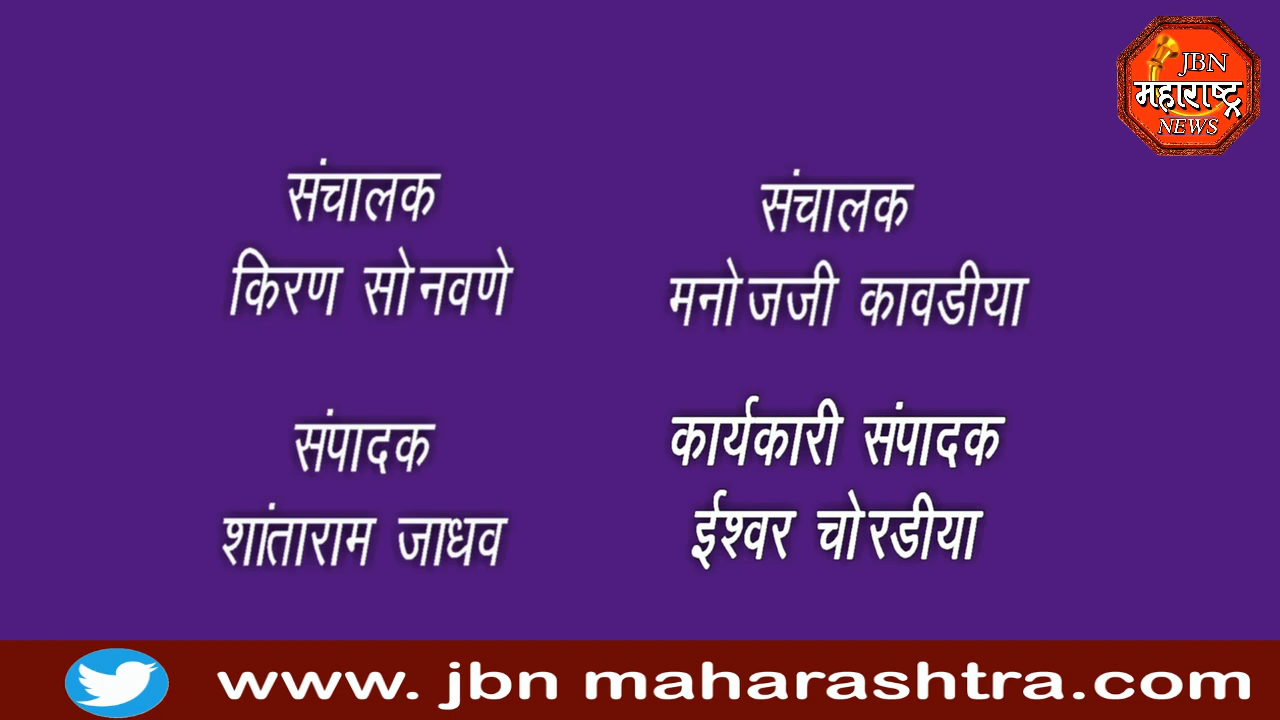 JBN
महाराष्ट्र
NEWS
संचालक
किरण सोनवणे
संचालक
मनोजजी कावडीया
संपादक
शांताराम जाधव
कार्यकारी संपादक
ईश्वर चोरडीया
www. jbn maharashtra.com